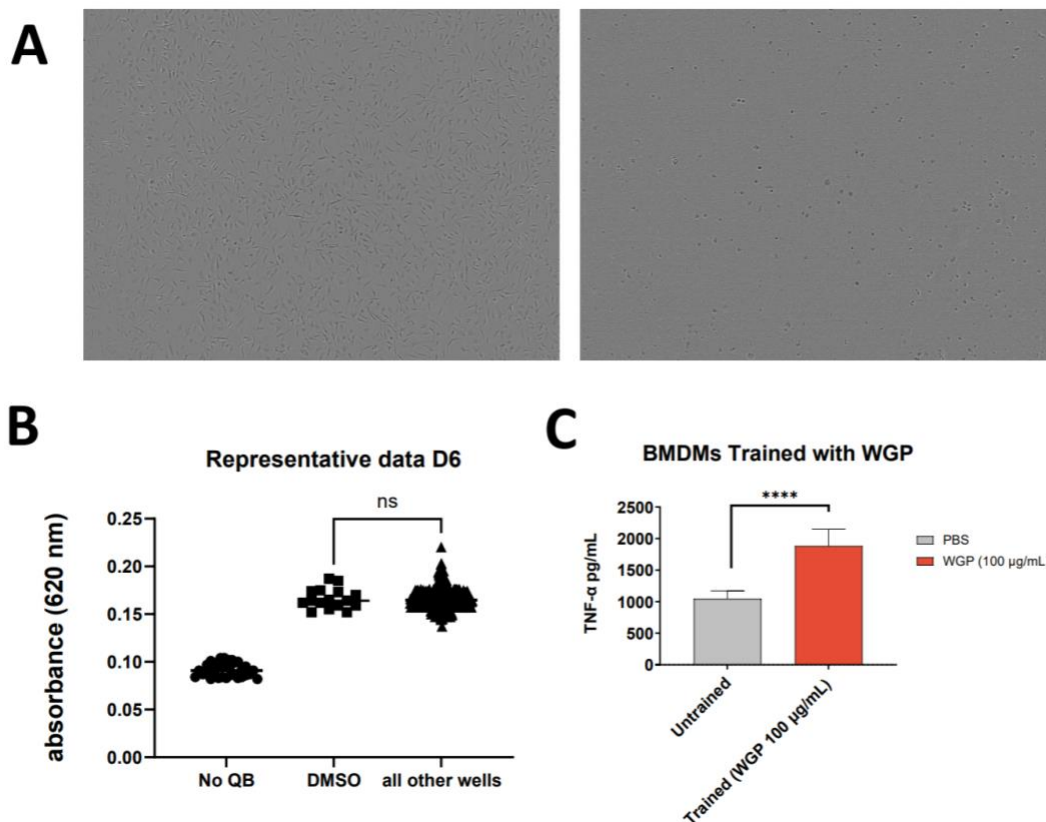 A
B
Representative data D6
ns
absorbance (620 nm)
0.25
0.20
0.15
0.10
0.05
0.00
No QB
DMSO
all other wells
C
BMDMs Trained with WGP
****
TNF-α pg/mL
2500
2000
1500
1000
500
0
Untrained
Trained (WGP 100 µg/mL)
PBS
WGP (100 µg/mL